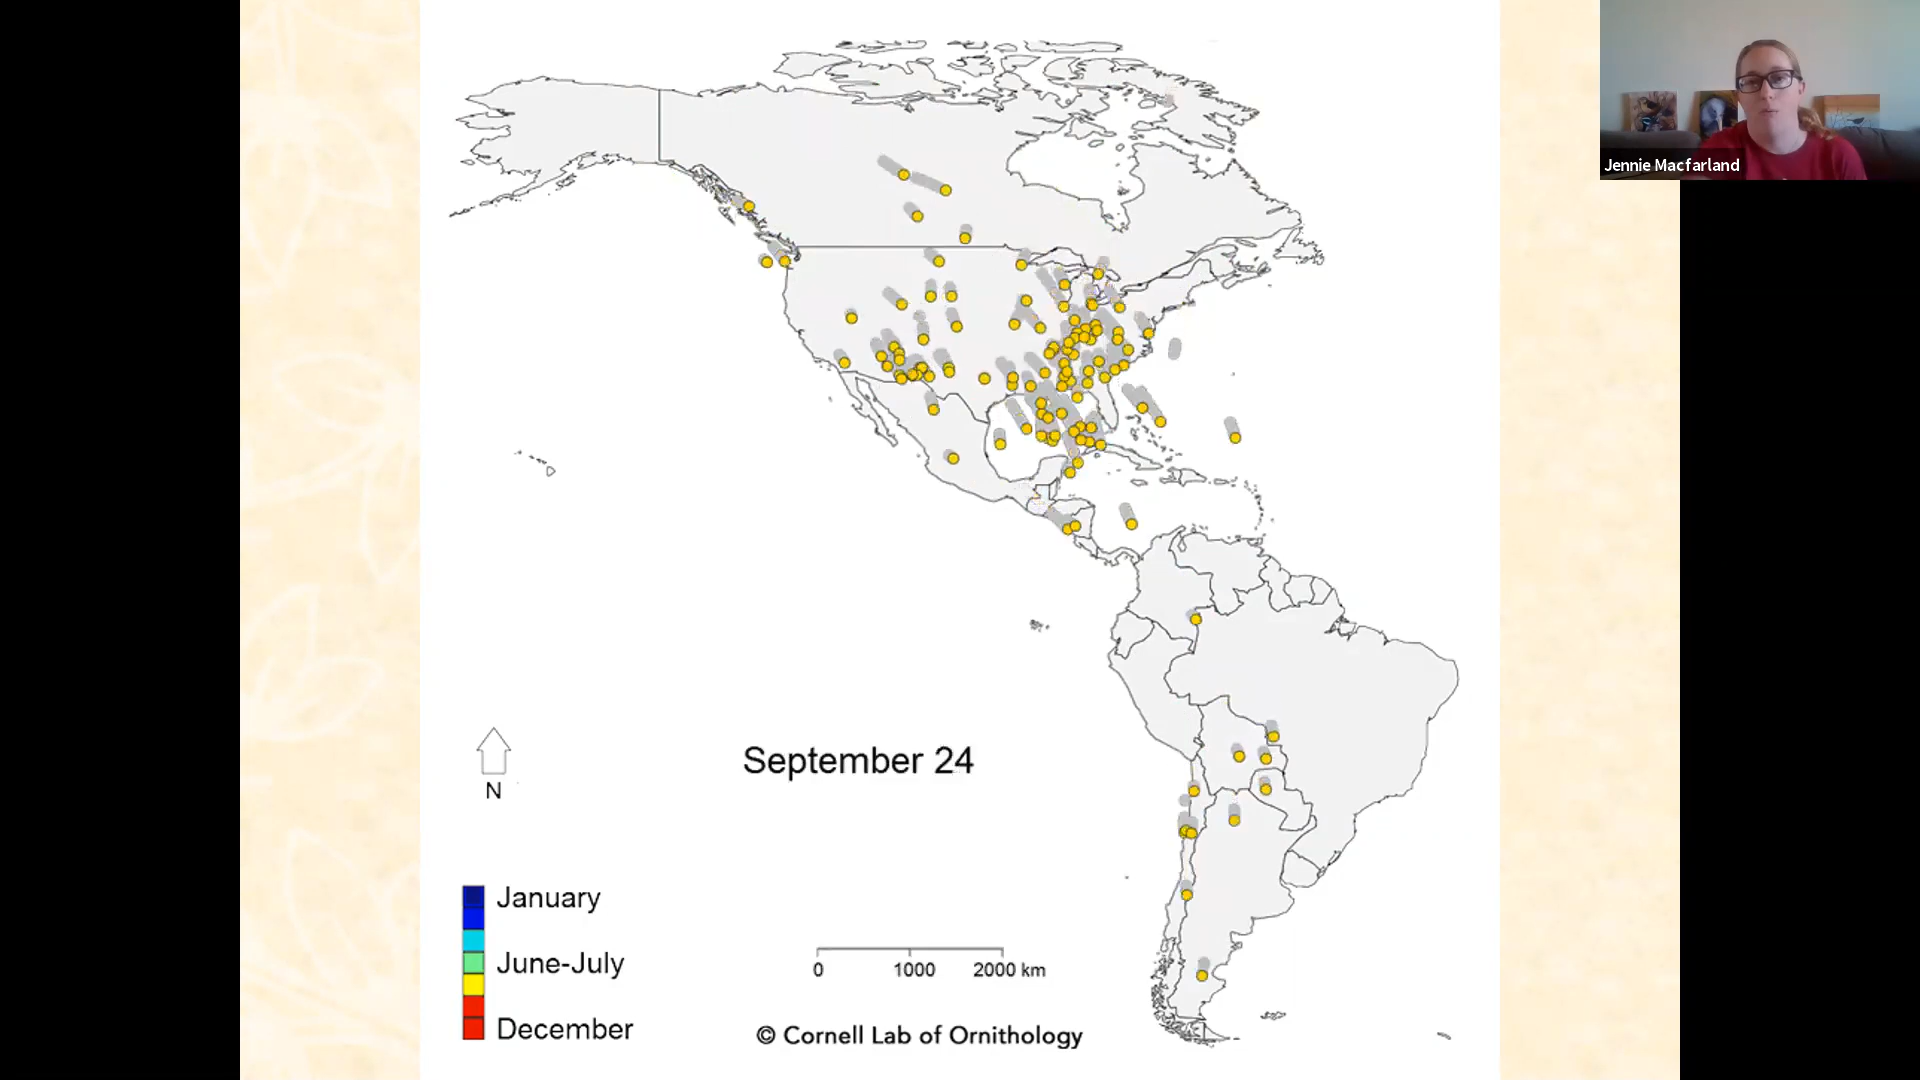 Jennie Macfarland
September 24
N
January
June-July
December
0 1000 2000 km
© Cornell Lab of Ornithology